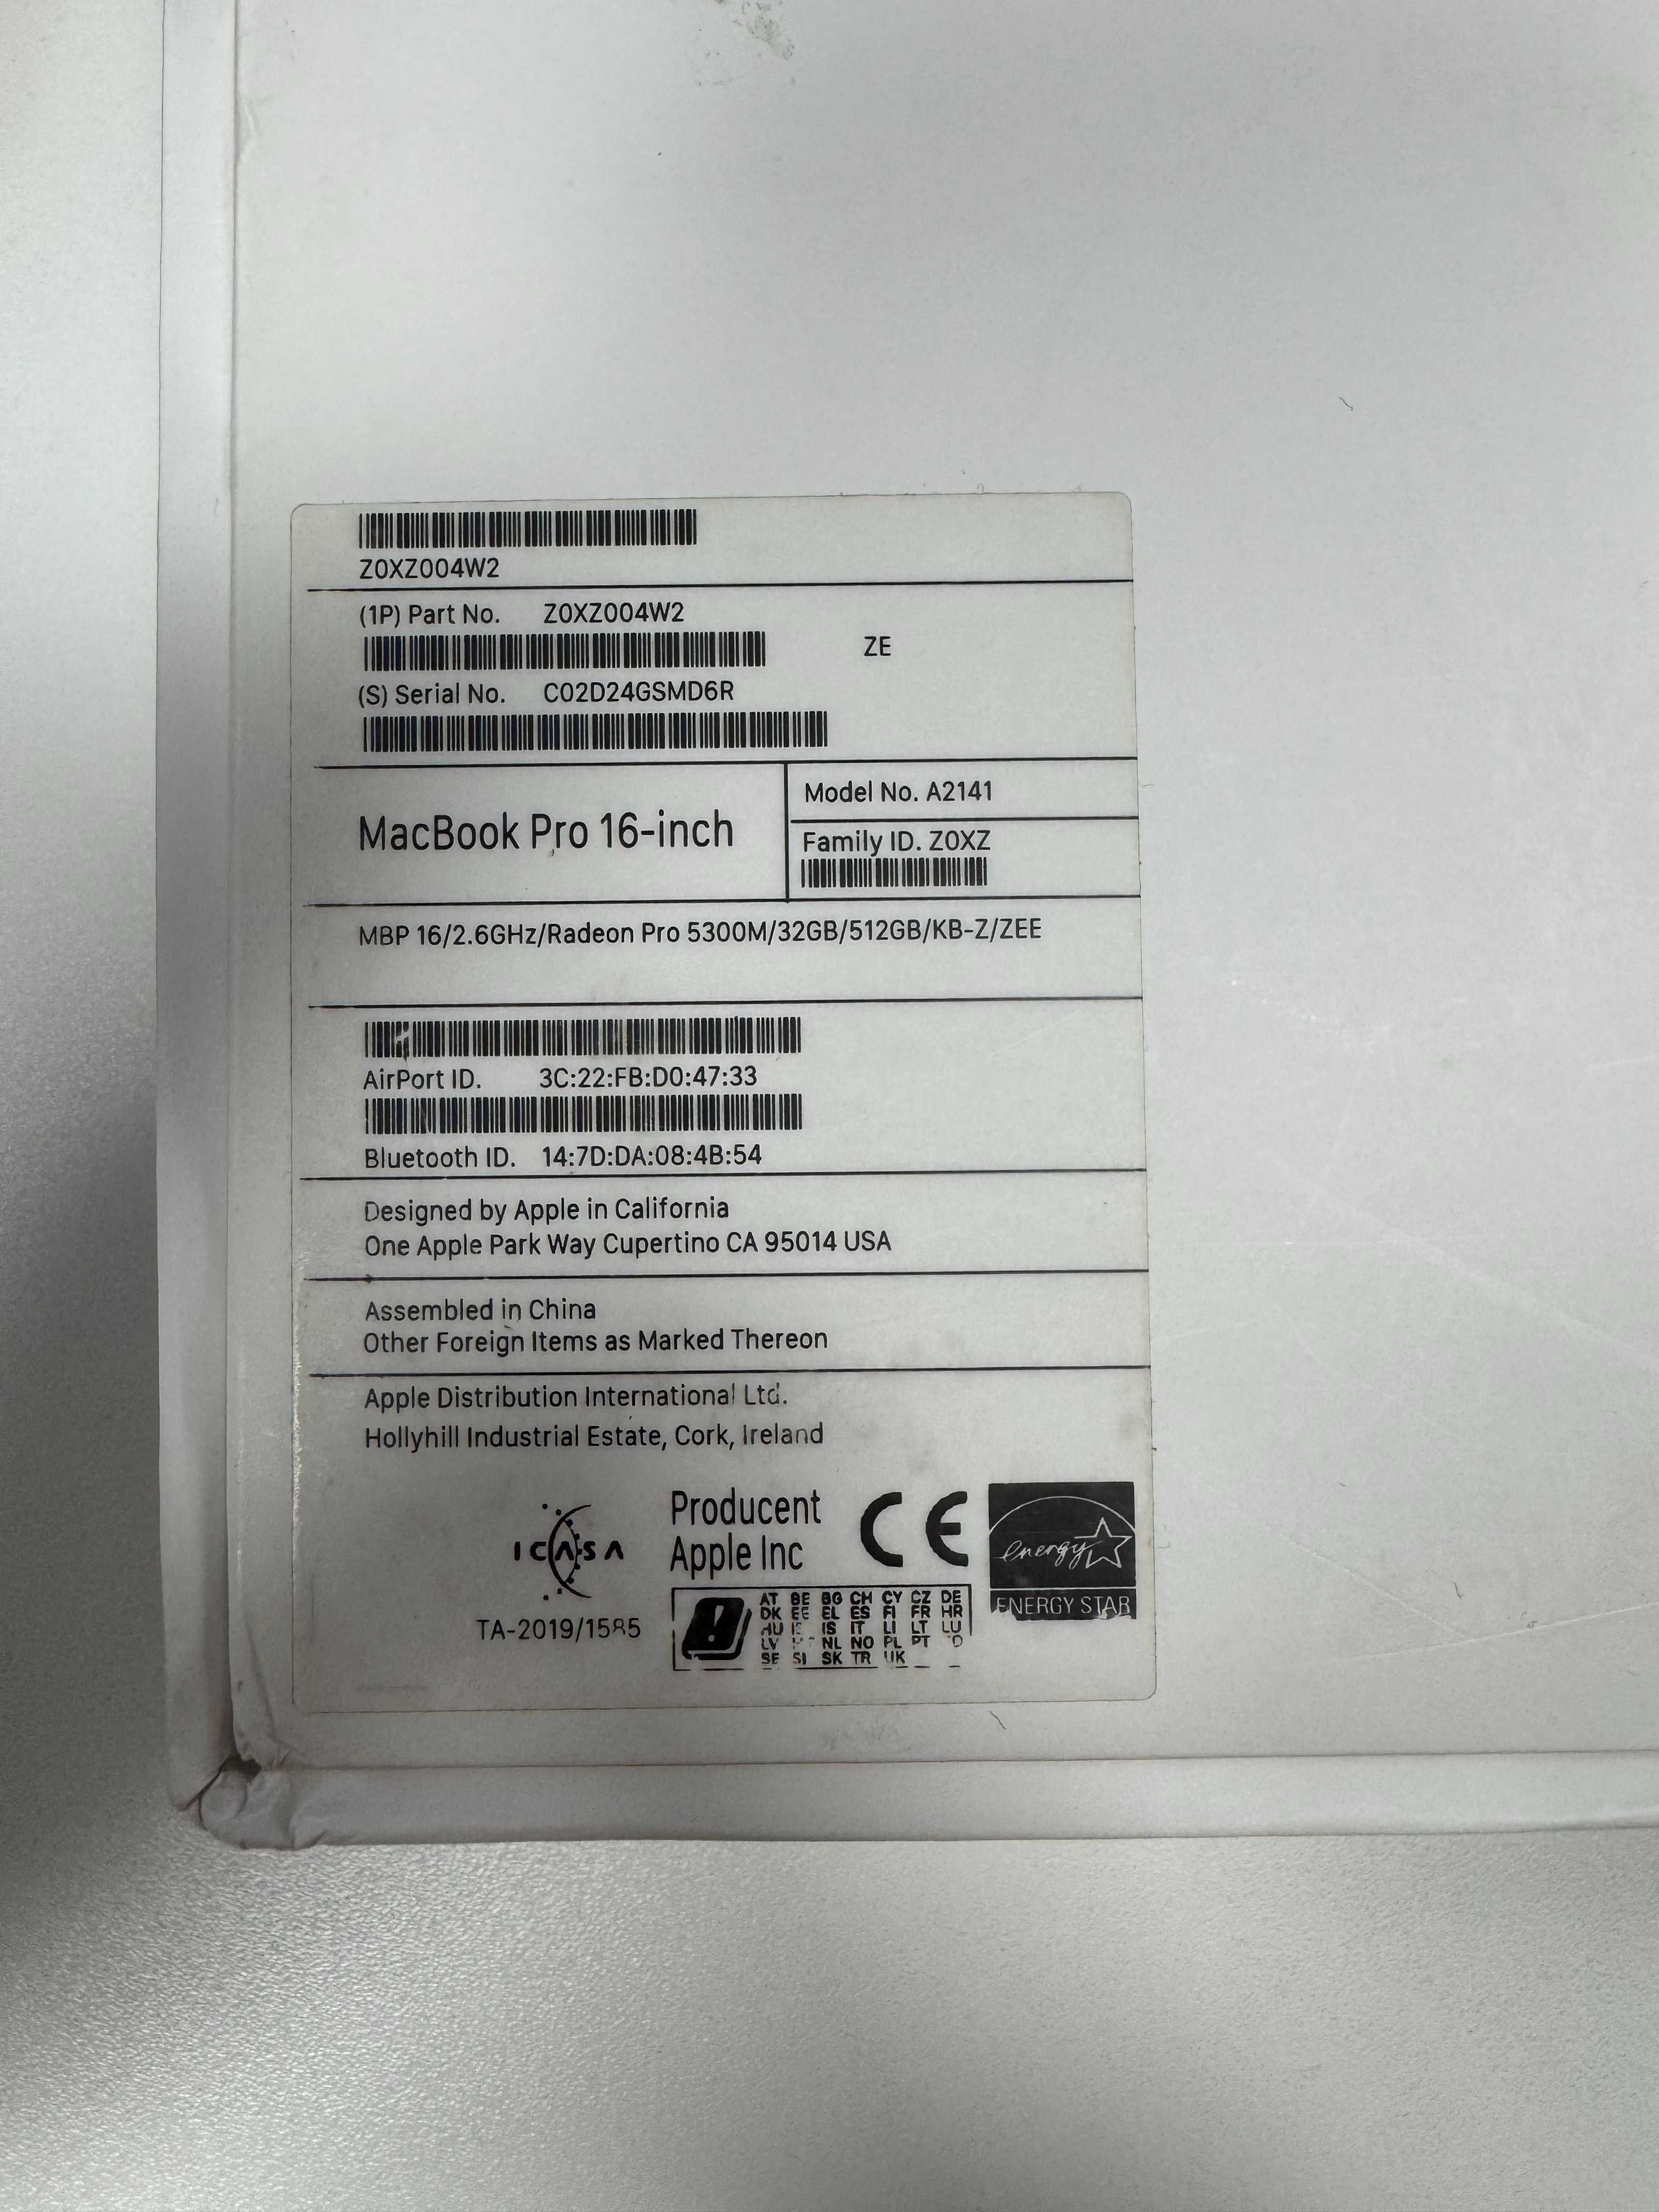 Z0XZ004W2
(1P) Part No. Z0XZ004W2
ZE
(S) Serial No. C02D24GSMD6R
MacBook Pro 16-inch
Model No. A2141
Family ID. Z0XZ
MBP 16/2.6GHz/Radeon Pro 5300M/32GB/512GB/KB-Z/ZEE
AirPort ID. 3C:22:FB:D0:47:33
Bluetooth ID. 14:7D:DA:08:4B:54
Designed by Apple in California
One Apple Park Way Cupertino CA 95014 USA
Assembled in China
Other Foreign Items as Marked Thereon
Apple Distribution International Ltd.
Hollyhill Industrial Estate, Cork, Ireland
ICASA
TA-2019/1585
Producent
Apple Inc
CE
energy
ENERGY STAR
AT BE BG CH CY CZ DE
DK EE EL ES FI FR HR
HU IS IT LI LT LU
LV NL NO PL PT
SE SI SK TR UK